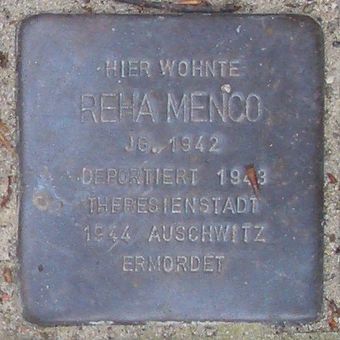 HIER WOHNTE
REHA MENCO
JG. 1942
DEPORTIERT 1943
THERESIENSTADT
1944 AUSCHWITZ
ERMORDET